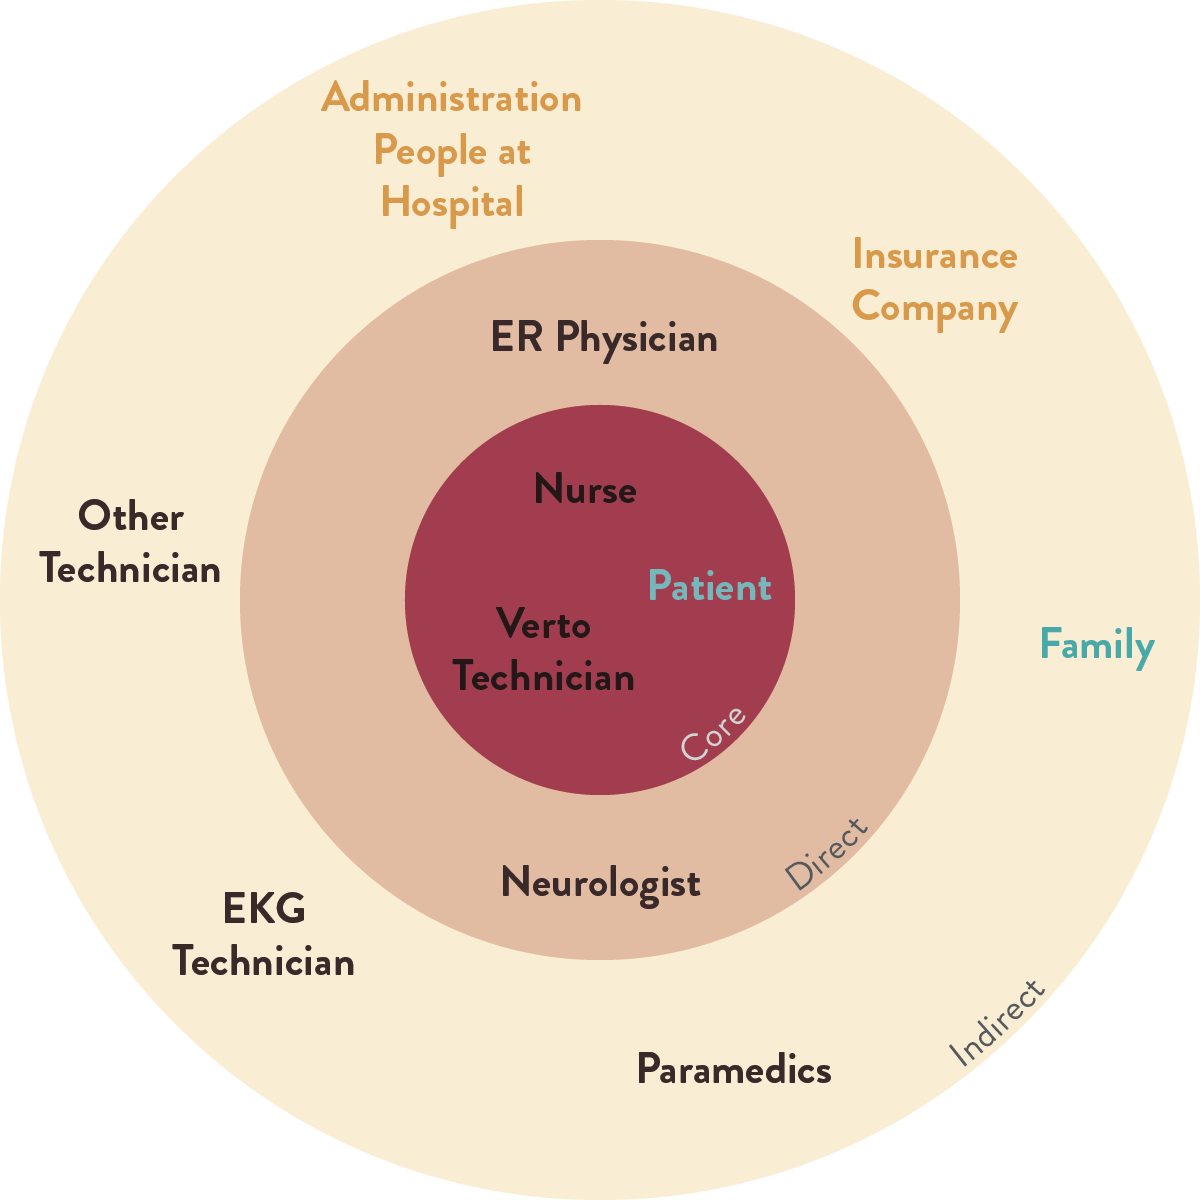 Administration
People at
Hospital
Insurance
Company
ER Physician
Nurse
Other
Technician
Patient
Verto
Technician
Family
Core
Direct
Neurologist
EKG
Technician
Indirect
Paramedics